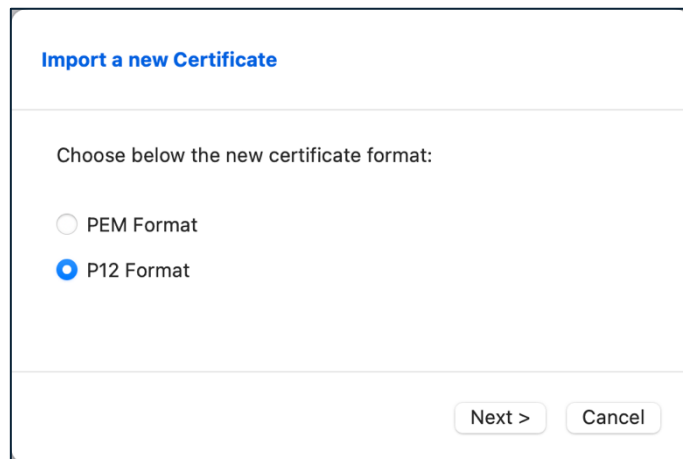 Import a new Certificate
Choose below the new certificate format:
PEM Format
P12 Format
Next >
Cancel